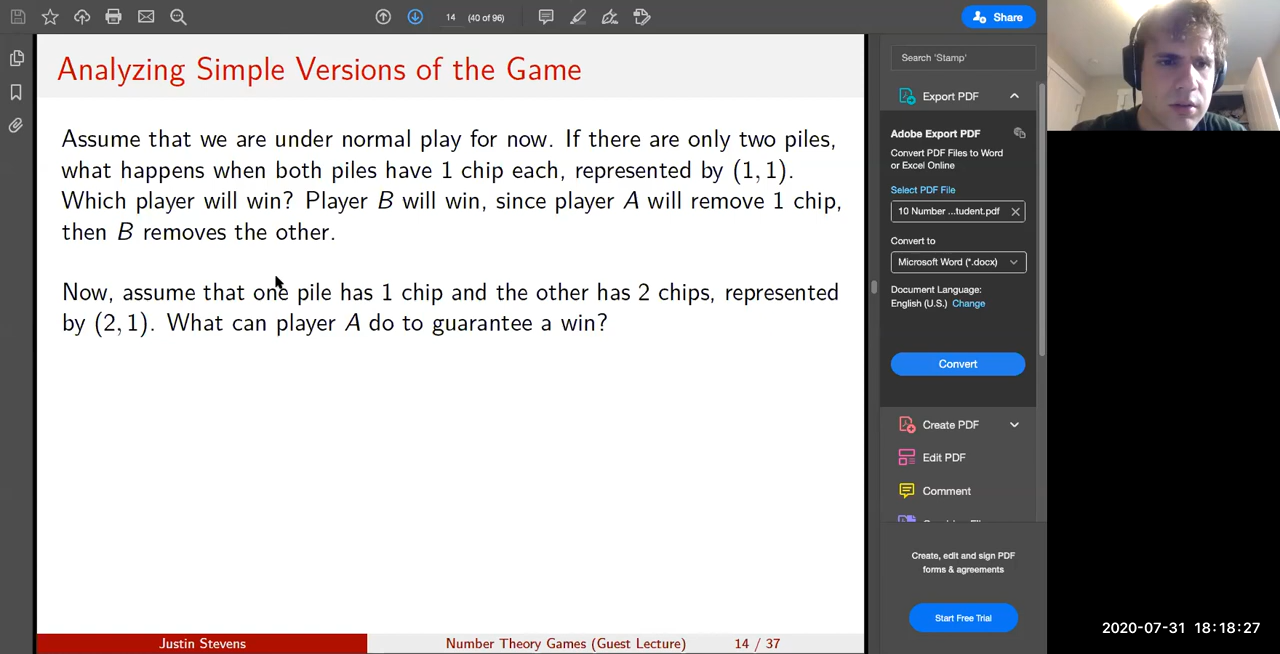 14 (40 of 96)
Share
Analyzing Simple Versions of the Game
Assume that we are under normal play for now. If there are only two piles,
what happens when both piles have 1 chip each, represented by (1, 1).
Which player will win? Player B will win, since player A will remove 1 chip,
then B removes the other.
Now, assume that one pile has 1 chip and the other has 2 chips, represented
by (2, 1). What can player A do to guarantee a win?
Justin Stevens
Number Theory Games (Guest Lecture)
14 / 37
Search 'Stamp'
Export PDF
Adobe Export PDF
Convert PDF Files to Word
or Excel Online
Select PDF File
10 Number ...tudent.pdf
Convert to
Microsoft Word (*.docx)
Document Language:
English (U.S.) Change
Convert
Create PDF
Edit PDF
Comment
Create, edit and sign PDF
forms & agreements
Start Free Trial
2020-07-31 18:18:27